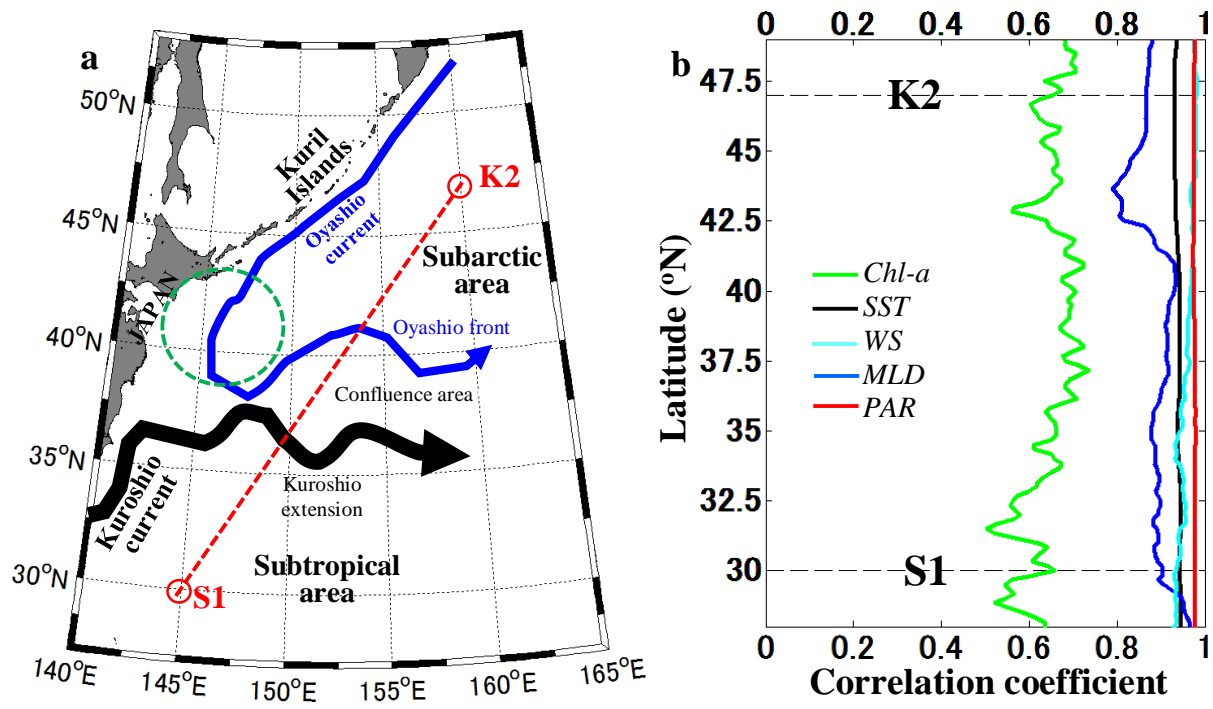 a
50°N
45°N
40°N
35°N
30°N
140°E
145°E
150°E
155°E
160°E
165°E
Kuril
Islands
K2
Oyashio
current
Subarctic
area
JAPAN
Oyashio front
Confluence area
Kuroshio
current
Kuroshio
extension
Subtropical
area
S1
b
0 0.2 0.4 0.6 0.8 1
47.5
45
42.5
40
37.5
35
32.5
30
Latitude (°N)
K2
Chl-a
SST
WS
MLD
PAR
S1
0 0.2 0.4 0.6 0.8 1
Correlation coefficient